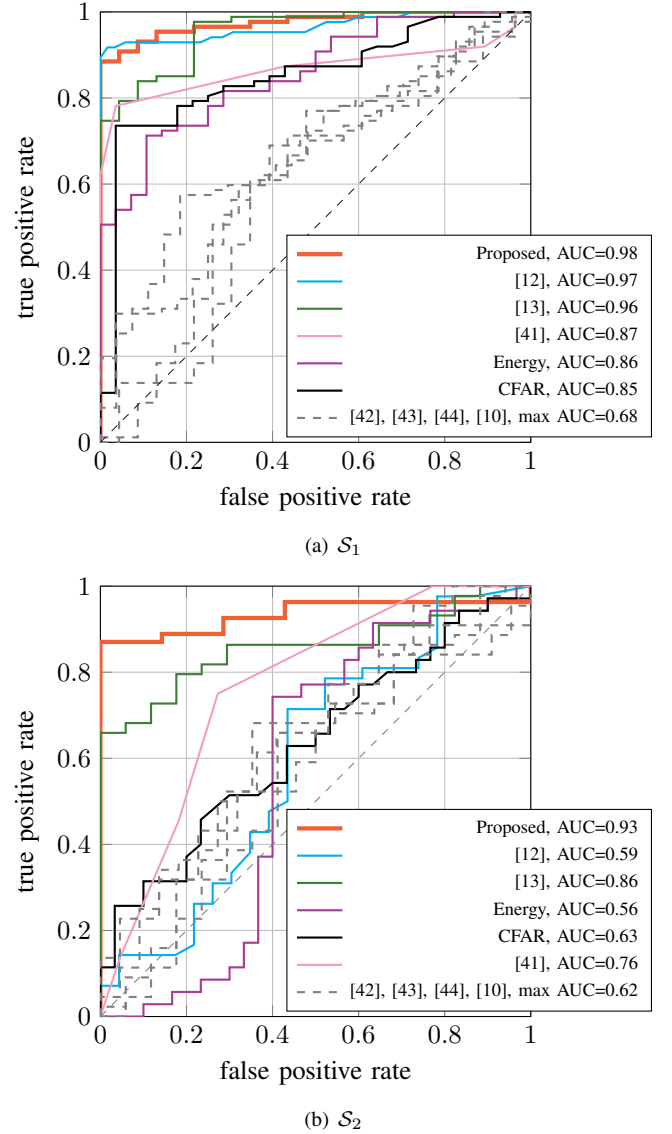 1
0.8
0.6
0.4
0.2
0
true positive rate
Proposed, AUC=0.98
[12], AUC=0.97
[13], AUC=0.96
[41], AUC=0.87
Energy, AUC=0.86
CFAR, AUC=0.85
[42], [43], [44], [10], max AUC=0.68
0 0.2 0.4 0.6 0.8 1
false positive rate
(a) S₁
1
0.8
0.6
0.4
0.2
0
true positive rate
Proposed, AUC=0.93
[12], AUC=0.59
[13], AUC=0.86
Energy, AUC=0.56
CFAR, AUC=0.63
[41], AUC=0.76
[42], [43], [44], [10], max AUC=0.62
0 0.2 0.4 0.6 0.8 1
false positive rate
(b) S₂